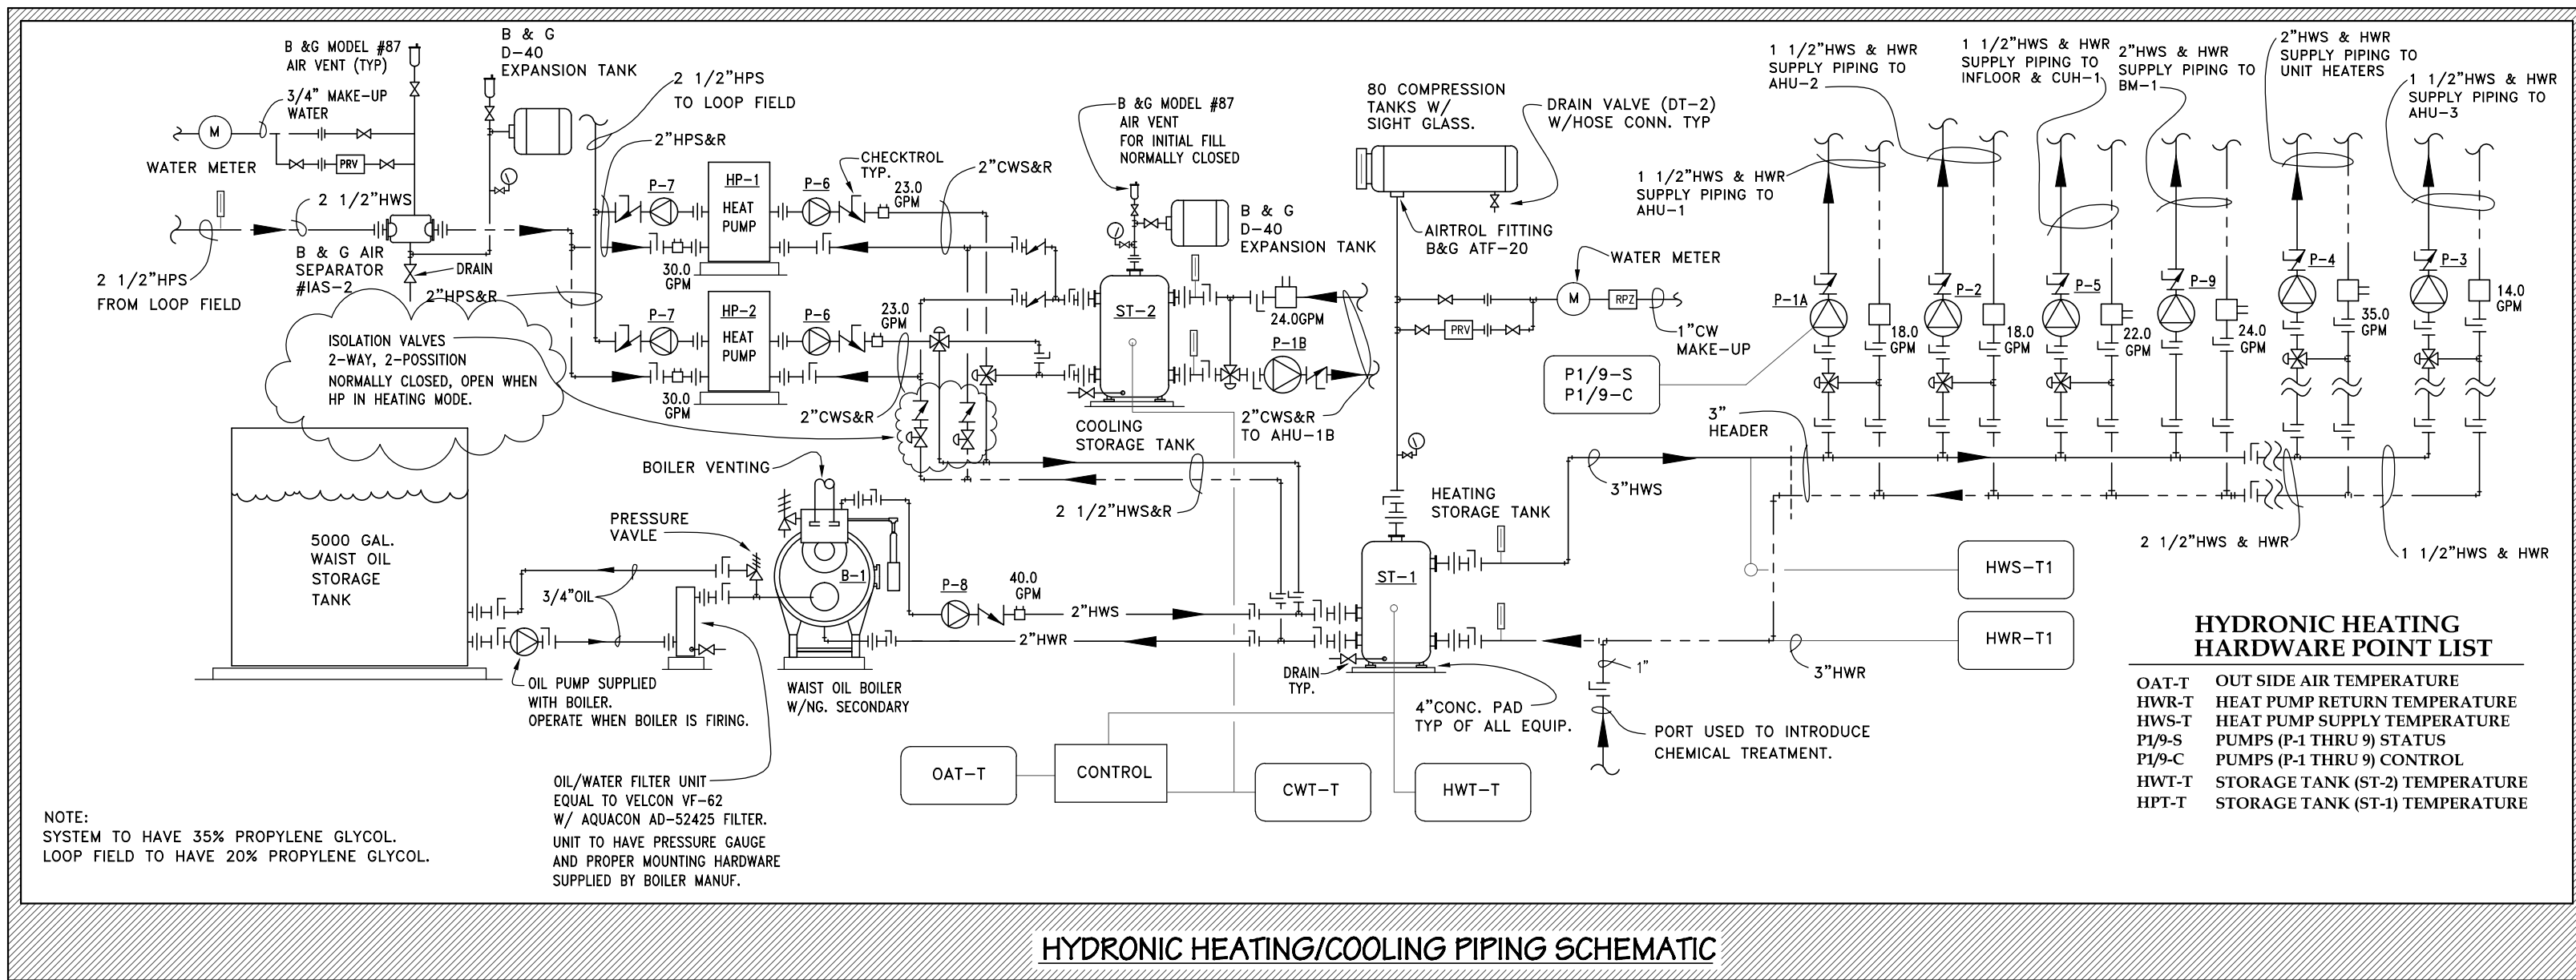 B &G MODEL #87
AIR VENT (TYP)
B & G
D-40
EXPANSION TANK
3/4" MAKE-UP
WATER
M
WATER METER
PRV
2 1/2"HWS
2 1/2"HPS
FROM LOOP FIELD
B & G AIR
SEPARATOR
#IAS-2
DRAIN
2 1/2"HPS
TO LOOP FIELD
2"HPS&R
2"HPS&R
P-7
HP-1
HEAT
PUMP
P-6
CHECKTROL
TYP.
23.0
GPM
2"CWS&R
30.0
GPM
P-7
HP-2
HEAT
PUMP
P-6
23.0
GPM
30.0
GPM
2"CWS&R
ISOLATION VALVES
2-WAY, 2-POSSITION
NORMALLY CLOSED, OPEN WHEN
HP IN HEATING MODE.
B &G MODEL #87
AIR VENT
FOR INITIAL FILL
NORMALLY CLOSED
B & G
D-40
EXPANSION TANK
ST-2
24.0GPM
P-1B
COOLING
STORAGE TANK
2"CWS&R
TO AHU-1B
80 COMPRESSION
TANKS W/
SIGHT GLASS.
DRAIN VALVE (DT-2)
W/HOSE CONN. TYP
AIRTROL FITTING
B&G ATF-20
WATER METER
M
RPZ
PRV
1"CW
MAKE-UP
1 1/2"HWS & HWR
SUPPLY PIPING TO
AHU-1
1 1/2"HWS & HWR
SUPPLY PIPING TO
AHU-2
1 1/2"HWS & HWR
SUPPLY PIPING TO
INFLOOR & CUH-1
2"HWS & HWR
SUPPLY PIPING TO
BM-1
2"HWS & HWR
SUPPLY PIPING TO
UNIT HEATERS
1 1/2"HWS & HWR
SUPPLY PIPING TO
AHU-3
P-1A
18.0
GPM
P-2
18.0
GPM
P-5
22.0
GPM
P-9
24.0
GPM
P-4
35.0
GPM
P-3
14.0
GPM
P1/9-S
P1/9-C
3"
HEADER
3"HWS
2 1/2"HWS & HWR
1 1/2"HWS & HWR
BOILER VENTING
2 1/2"HWS&R
HEATING
STORAGE TANK
PRESSURE
VAVLE
5000 GAL.
WAIST OIL
STORAGE
TANK
3/4"OIL
B-1
P-8
40.0
GPM
2"HWS
2"HWR
ST-1
HWS-T1
HWR-T1
3"HWR
1"
DRAIN
TYP.
OIL PUMP SUPPLIED
WITH BOILER.
OPERATE WHEN BOILER IS FIRING.
WAIST OIL BOILER
W/NG. SECONDARY
4"CONC. PAD
TYP OF ALL EQUIP.
PORT USED TO INTRODUCE
CHEMICAL TREATMENT.
OIL/WATER FILTER UNIT
EQUAL TO VELCON VF-62
W/ AQUACON AD-52425 FILTER.
UNIT TO HAVE PRESSURE GAUGE
AND PROPER MOUNTING HARDWARE
SUPPLIED BY BOILER MANUF.
OAT-T
CONTROL
CWT-T
HWT-T
HYDRONIC HEATING
HARDWARE POINT LIST
OAT-T OUT SIDE AIR TEMPERATURE
HWR-T HEAT PUMP RETURN TEMPERATURE
HWS-T HEAT PUMP SUPPLY TEMPERATURE
P1/9-S PUMPS (P-1 THRU 9) STATUS
P1/9-C PUMPS (P-1 THRU 9) CONTROL
HWT-T STORAGE TANK (ST-2) TEMPERATURE
HPT-T STORAGE TANK (ST-1) TEMPERATURE
NOTE:
SYSTEM TO HAVE 35% PROPYLENE GLYCOL.
LOOP FIELD TO HAVE 20% PROPYLENE GLYCOL.
HYDRONIC HEATING/COOLING PIPING SCHEMATIC